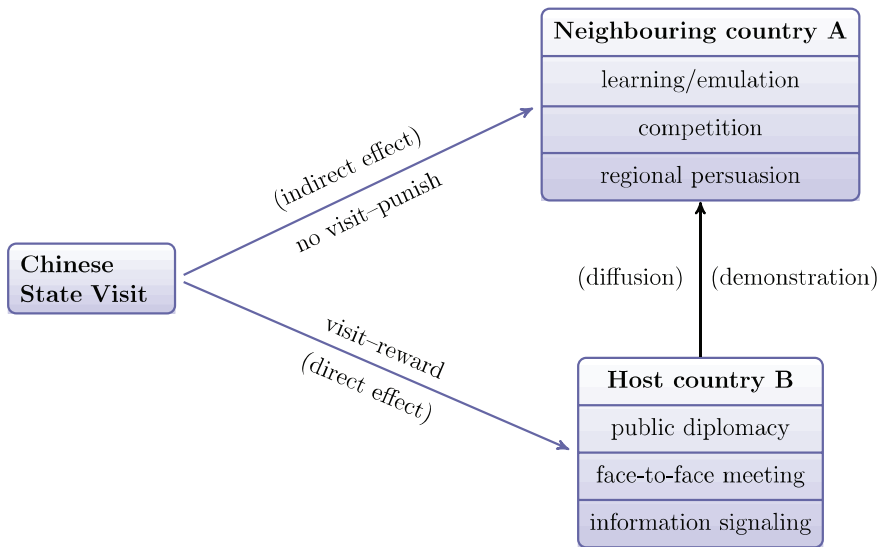 Neighbouring country A
learning/emulation
competition
regional persuasion
(indirect effect)
no visit–punish
Chinese
State Visit
(diffusion)
(demonstration)
visit–reward
(direct effect)
Host country B
public diplomacy
face-to-face meeting
information signaling